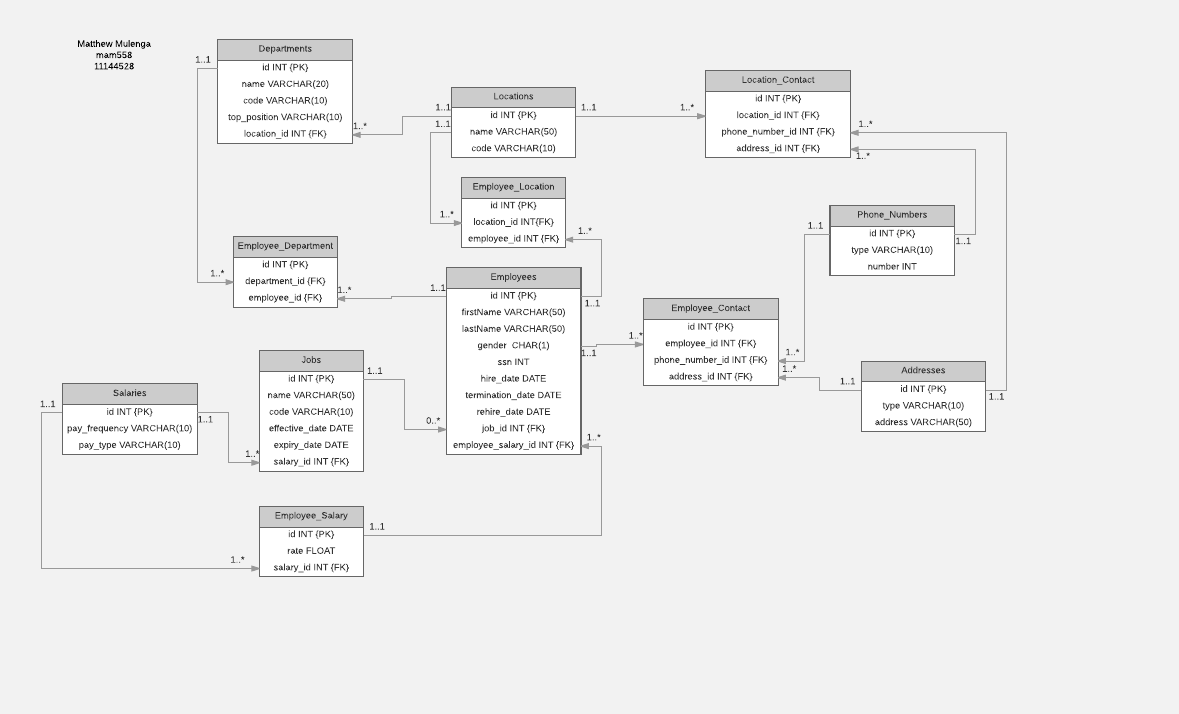 Matthew Mulenga
mam558
11144528
Departments
id INT {PK}
name VARCHAR(20)
code VARCHAR(10)
top_position VARCHAR(10)
location_id INT {FK}
1..1
1..*
Locations
id INT {PK}
name VARCHAR(50)
code VARCHAR(10)
1..1
1..1
1..1
1..*
Location_Contact
id INT {PK}
location_id INT {FK}
phone_number_id INT {FK}
address_id INT {FK}
1..*
1..*
Employee_Location
id INT {PK}
location_id INT{FK}
employee_id INT {FK}
1..*
1..*
Phone_Numbers
id INT {PK}
type VARCHAR(10)
number INT
1..1
1..1
Employee_Department
id INT {PK}
department_id {FK}
employee_id {FK}
1..*
1..*
Employees
id INT {PK}
firstName VARCHAR(50)
lastName VARCHAR(50)
gender  CHAR(1)
ssn INT
hire_date DATE
termination_date DATE
rehire_date DATE
job_id INT {FK}
employee_salary_id INT {FK}
1..1
1..1
1..1
0..*
1..*
Employee_Contact
id INT {PK}
employee_id INT {FK}
phone_number_id INT {FK}
address_id INT {FK}
1..*
1..*
1..*
Addresses
id INT {PK}
type VARCHAR(10)
address VARCHAR(50)
1..1
1..1
Jobs
id INT {PK}
name VARCHAR(50)
code VARCHAR(10)
effective_date DATE
expiry_date DATE
salary_id INT {FK}
1..1
1..*
Salaries
id INT {PK}
pay_frequency VARCHAR(10)
pay_type VARCHAR(10)
1..1
1..1
Employee_Salary
id INT {PK}
rate FLOAT
salary_id INT {FK}
1..1
1..*